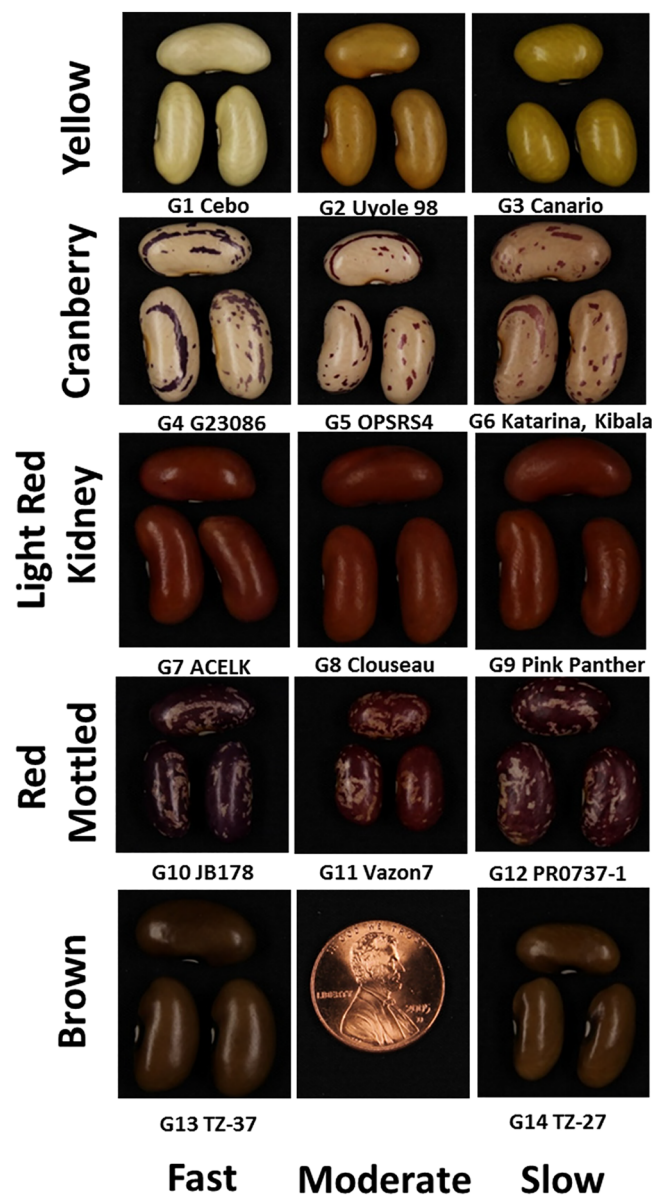 Yellow
G1 Cebo
G2 Uyole 98
G3 Canario
Cranberry
G4 G23086
G5 OPSRS4
G6 Katarina, Kibala
Light Red
Kidney
G7 ACELK
G8 Clouseau
G9 Pink Panther
Red
Mottled
G10 JB178
G11 Vazon7
G12 PR0737-1
Brown
LIBERTY
2005
G13 TZ-37
G14 TZ-27
Fast
Moderate
Slow